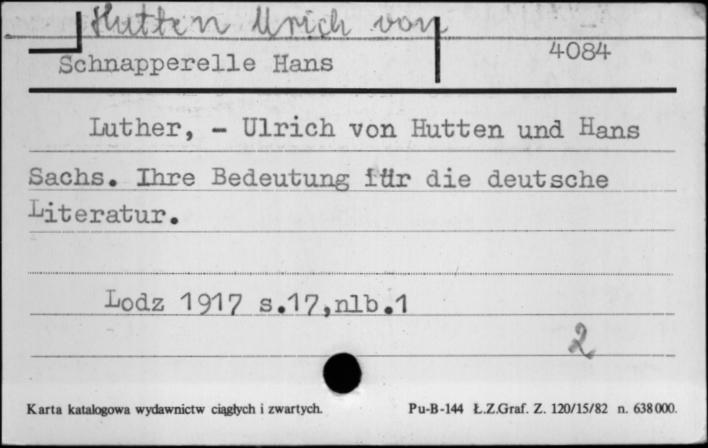 Hutten Urich von
4084
Schnapperelle Hans
Luther, - Ulrich von Hutten und Hans
Sachs. Ihre Bedeutung für die deutsche
Literatur.
Lodz 1917 s.17,nlb.1
2
Karta katalogowa wydawnictw ciągłych i zwartych. Pu-B-144 Ł.Z.Graf. Z. 120/15/82 n. 638000.